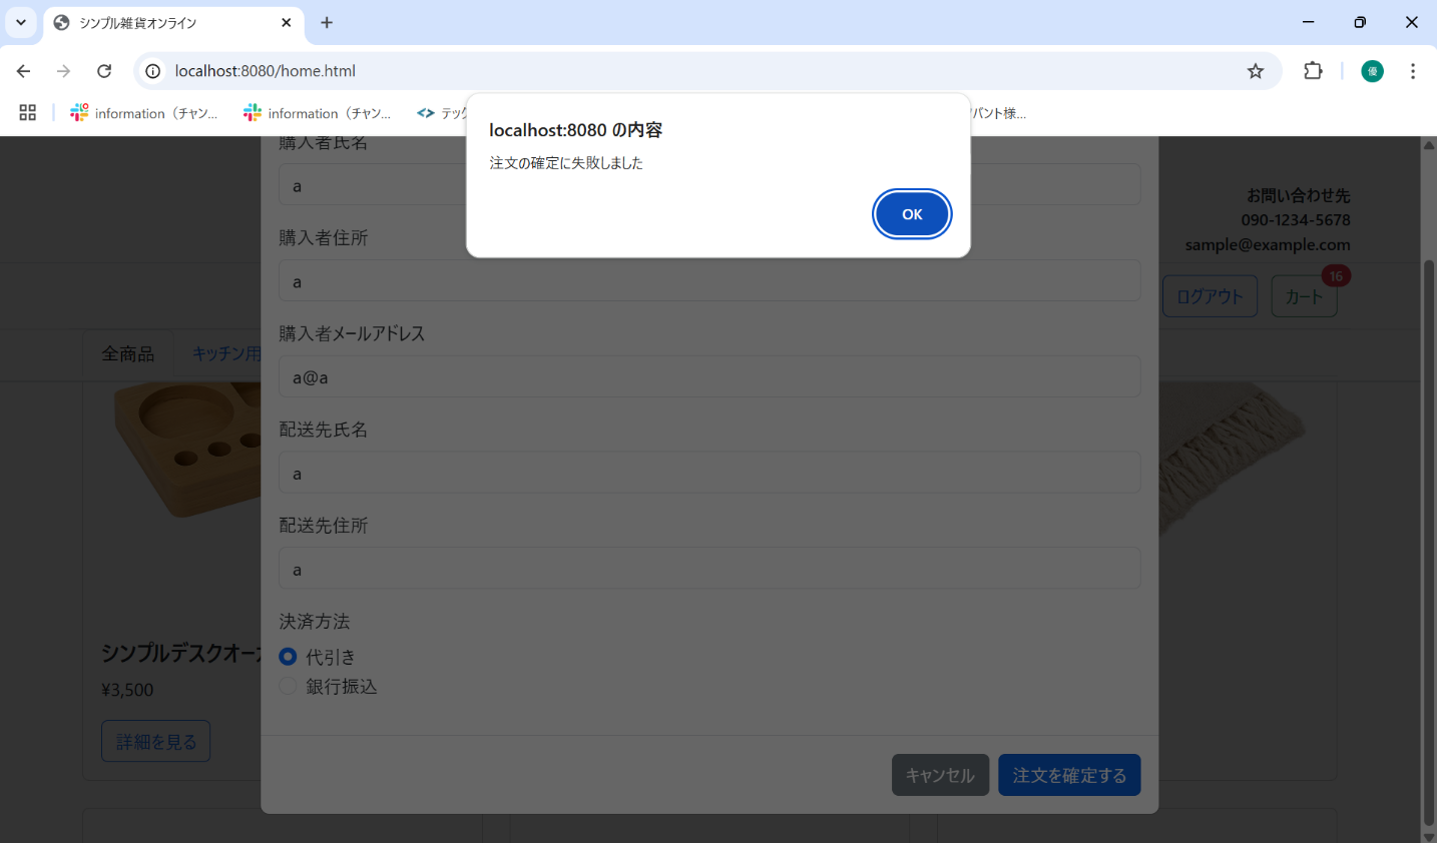 シンプル雑貨オンライン
localhost:8080/home.html
優
information（チャン...
information（チャン...
バント様...
localhost:8080 の内容
注文の確定に失敗しました
OK
購入者氏名
a
購入者住所
a
購入者メールアドレス
a@a
配送先氏名
a
配送先住所
a
決済方法
代引き
銀行振込
キャンセル
注文を確定する
お問い合わせ先
090-1234-5678
sample@example.com
ログアウト
カート
16
全商品
キッチン用
シンプルデスクオー
¥3,500
詳細を見る